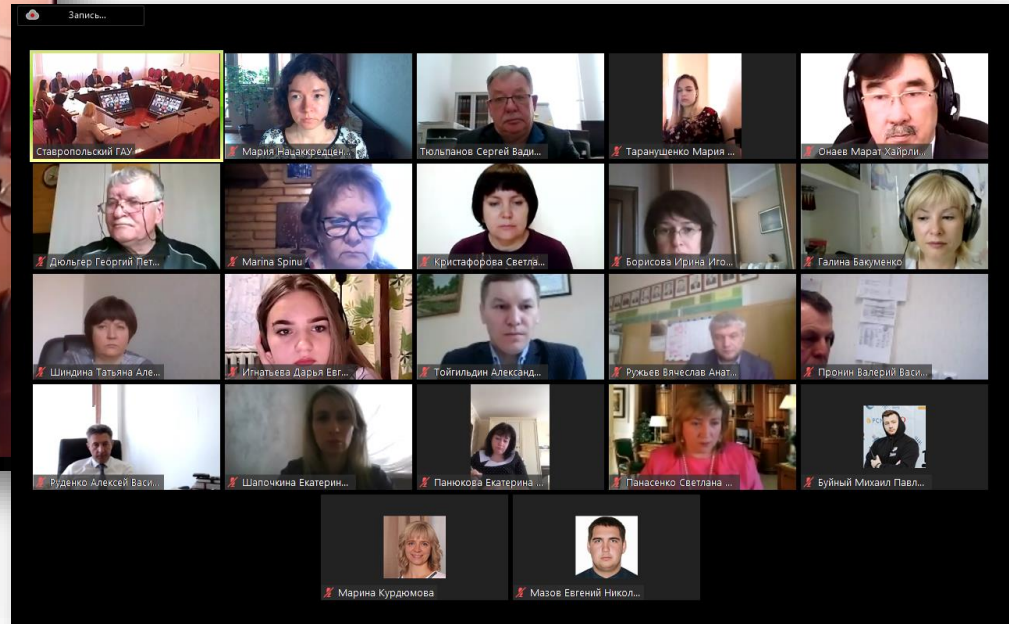 Запись...
Ставропольский ГАУ
Мария Нацаккредцен...
Тюльпанов Сергей Вади...
Таранушенко Мария ...
Онаев Марат Хайрли...
Дюльгер Георгий Пет...
Marina Spinu
Кристафорова Светла...
Борисова Ирина Иго...
Галина Бакуменко
Шиндина Татьяна Але...
Игнатьева Дарья Евг...
Тойгильдин Александ...
Ружьев Вячеслав Анат...
Пронин Валерий Васи...
Руденко Алексей Васи...
Шапочкина Екатерин...
Панюкова Екатерина ...
Панасенко Светлана ...
Буйный Михаил Павл...
Марина Курдюмова
Мазов Евгений Никол...